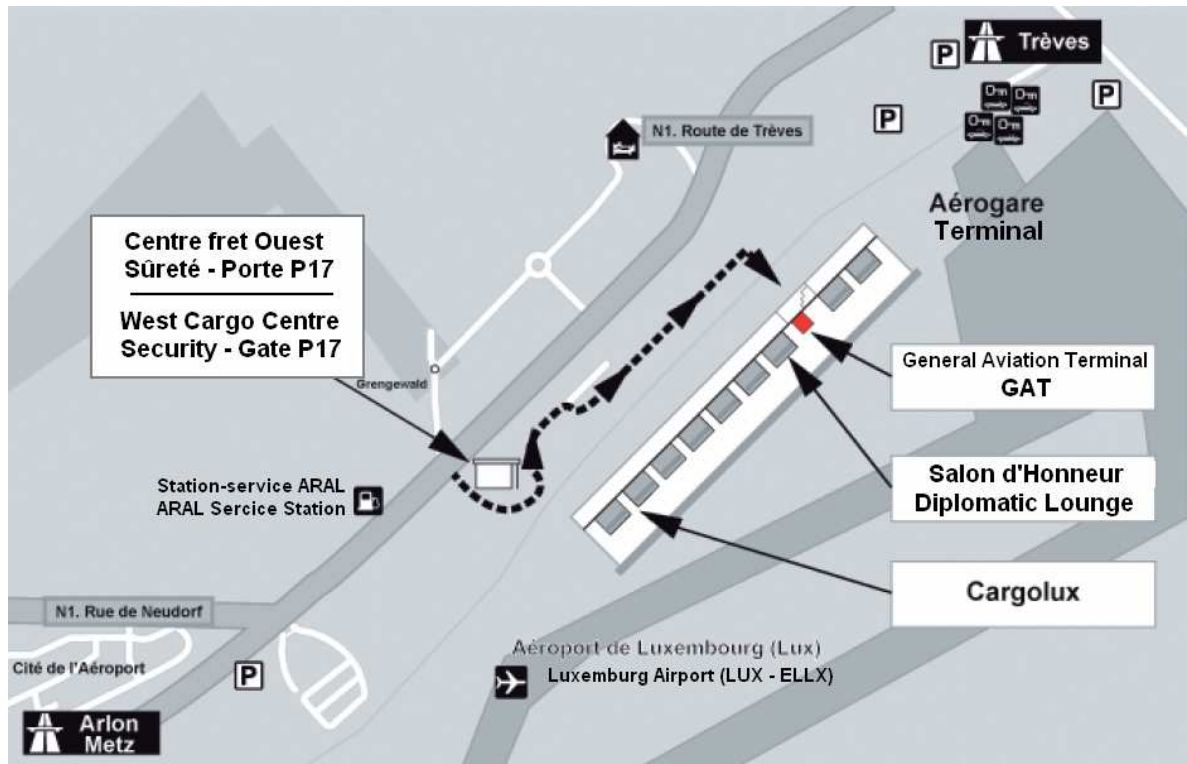 Trèves
P
P
P
N1. Route de Trèves
Aérogare
Terminal
Centre fret Ouest
Sûreté - Porte P17
West Cargo Centre
Security - Gate P17
General Aviation Terminal
GAT
Grengewald
Salon d'Honneur
Diplomatic Lounge
Station-service ARAL
ARAL Sercice Station
Cargolux
N1. Rue de Neudorf
Aéroport de Luxembourg (Lux)
Luxemburg Airport (LUX - ELLX)
Cité de l'Aéroport
P
Arlon
Metz